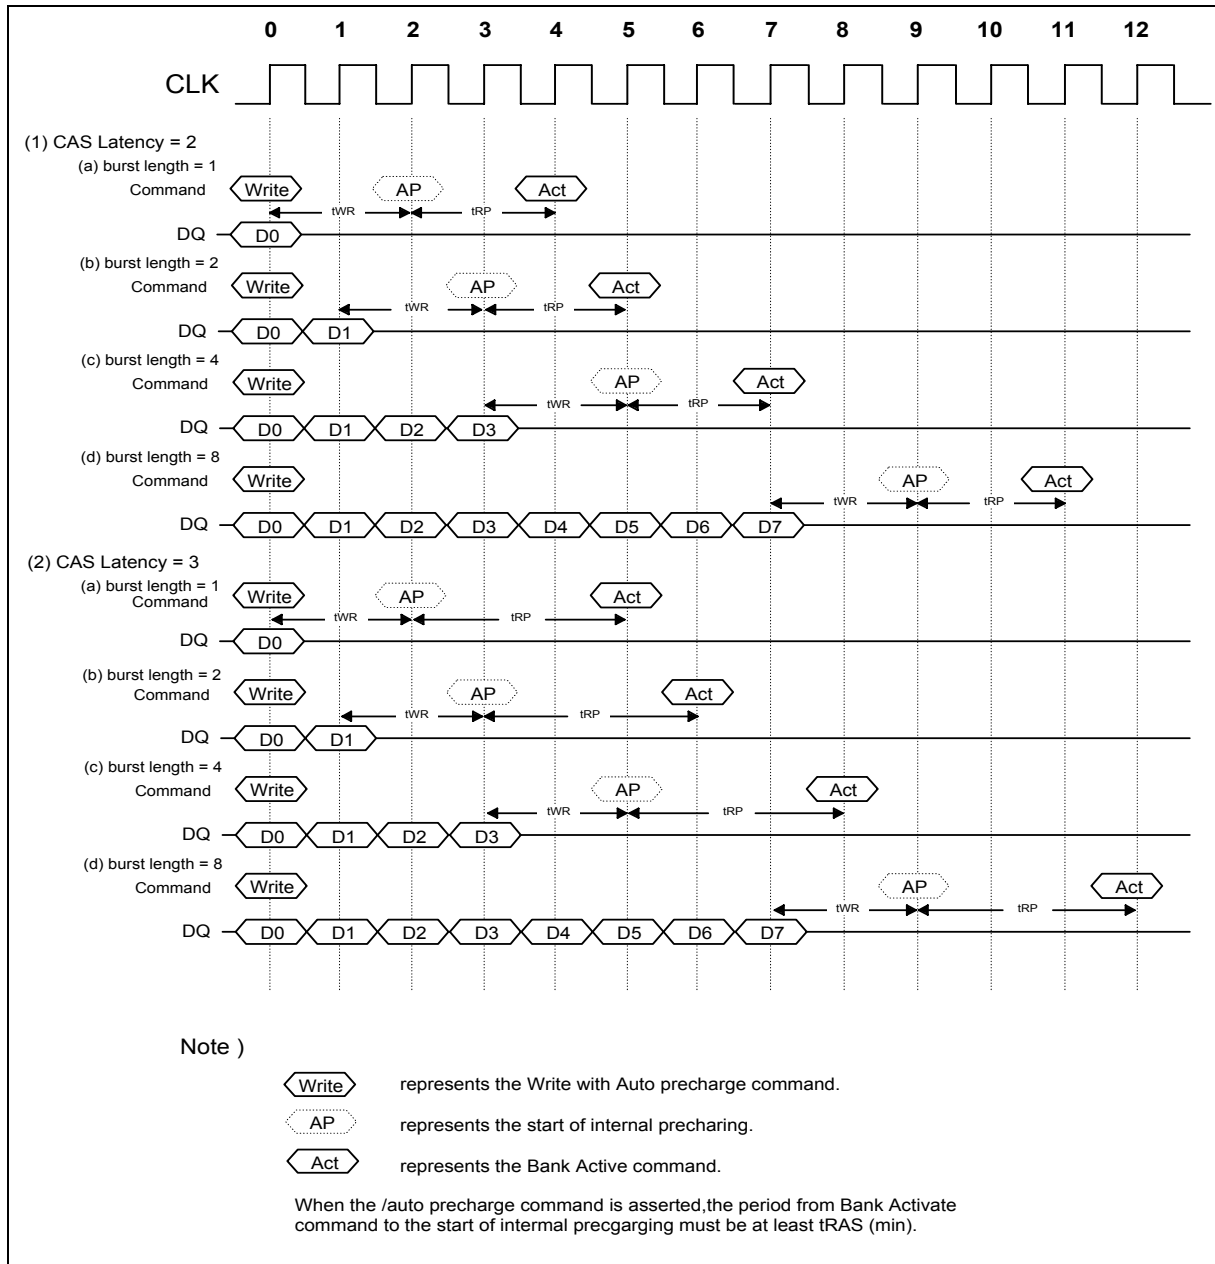 0 1 2 3 4 5 6 7 8 9 10 11 12
CLK
(1) CAS Latency = 2
(a) burst length = 1
Command Write AP Act
tWR tRP
DQ D0
(b) burst length = 2
Command Write AP Act
tWR tRP
DQ D0 D1
(c) burst length = 4
Command Write AP Act
tWR tRP
DQ D0 D1 D2 D3
(d) burst length = 8
Command Write AP Act
tWR tRP
DQ D0 D1 D2 D3 D4 D5 D6 D7
(2) CAS Latency = 3
(a) burst length = 1
Command Write AP Act
tWR tRP
DQ D0
(b) burst length = 2
Command Write AP Act
tWR tRP
DQ D0 D1
(c) burst length = 4
Command Write AP Act
tWR tRP
DQ D0 D1 D2 D3
(d) burst length = 8
Command Write AP Act
tWR tRP
DQ D0 D1 D2 D3 D4 D5 D6 D7
Note )
Write represents the Write with Auto precharge command.
AP represents the start of internal precharing.
Act represents the Bank Active command.
When the /auto precharge command is asserted,the period from Bank Activate
command to the start of internal precgarging must be at least tRAS (min).